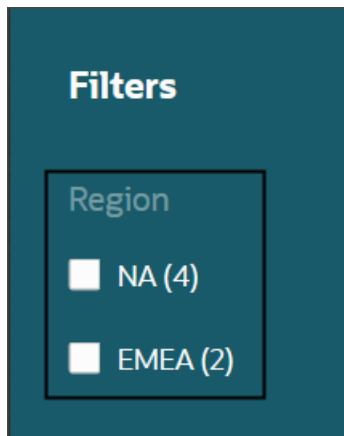 Filters
Region
NA (4)
EMEA (2)